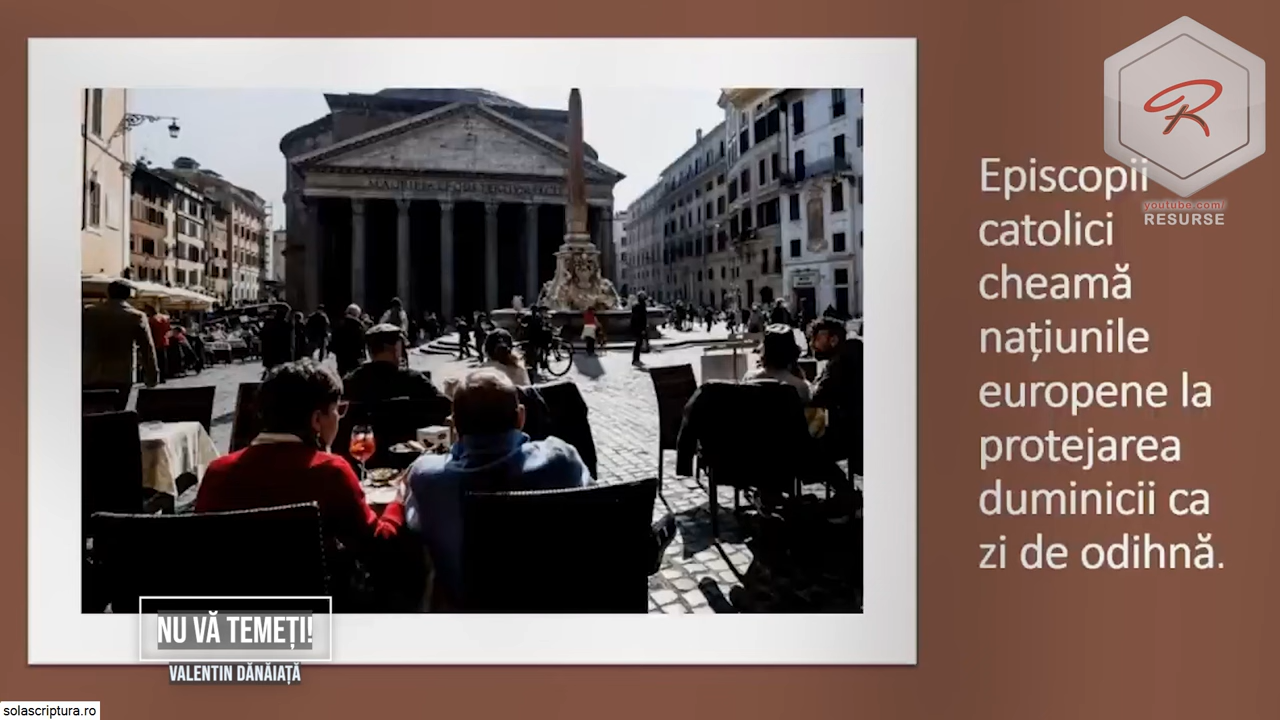 Episcopii
catolici
cheamă
națiunile
europene la
protejarea
duminicii ca
zi de odihnă.
R
youtube.com/
RESURSE
NU VĂ TEMEȚI!
VALENTIN DĂNĂIAȚĂ
solascriptura.ro